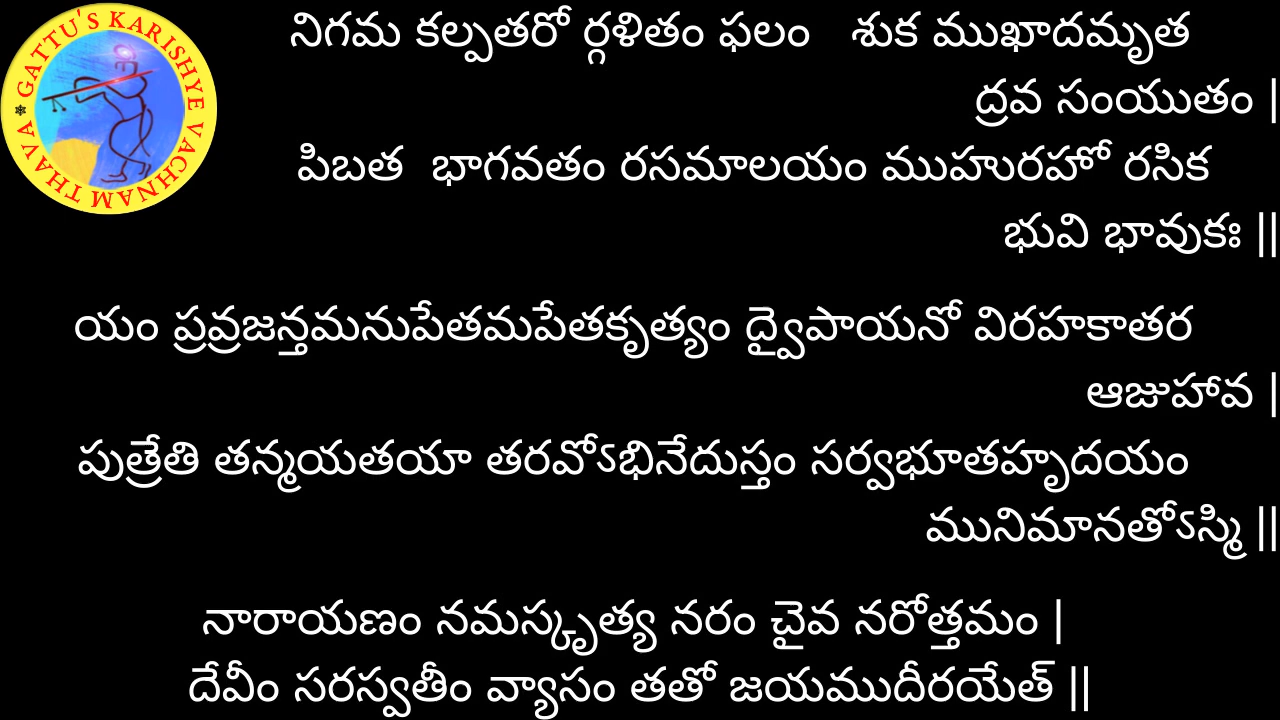 GATTU'S KARISHYE VACHNAM THAVA
నిగమ కల్పతరో ర్గళితం ఫలం శుక ముఖాదమృత
ద్రవ సంయుతం |
పిబత భాగవతం రసమాలయం ముహురహో రసిక
భువి భావుకః ||
యం ప్రవ్రజన్తమనుపేతమపేతకృత్యం ద్వైపాయనో విరహకాతర
ఆజుహావ |
పుత్రేతి తన్మయతయా తరవోఽభినేదుస్తం సర్వభూతహృదయం
మునిమానతోఽస్మి ||
నారాయణం నమస్కృత్య నరం చైవ నరోత్తమం |
దేవీం సరస్వతీం వ్యాసం తతో జయముదీరయేత్ ||